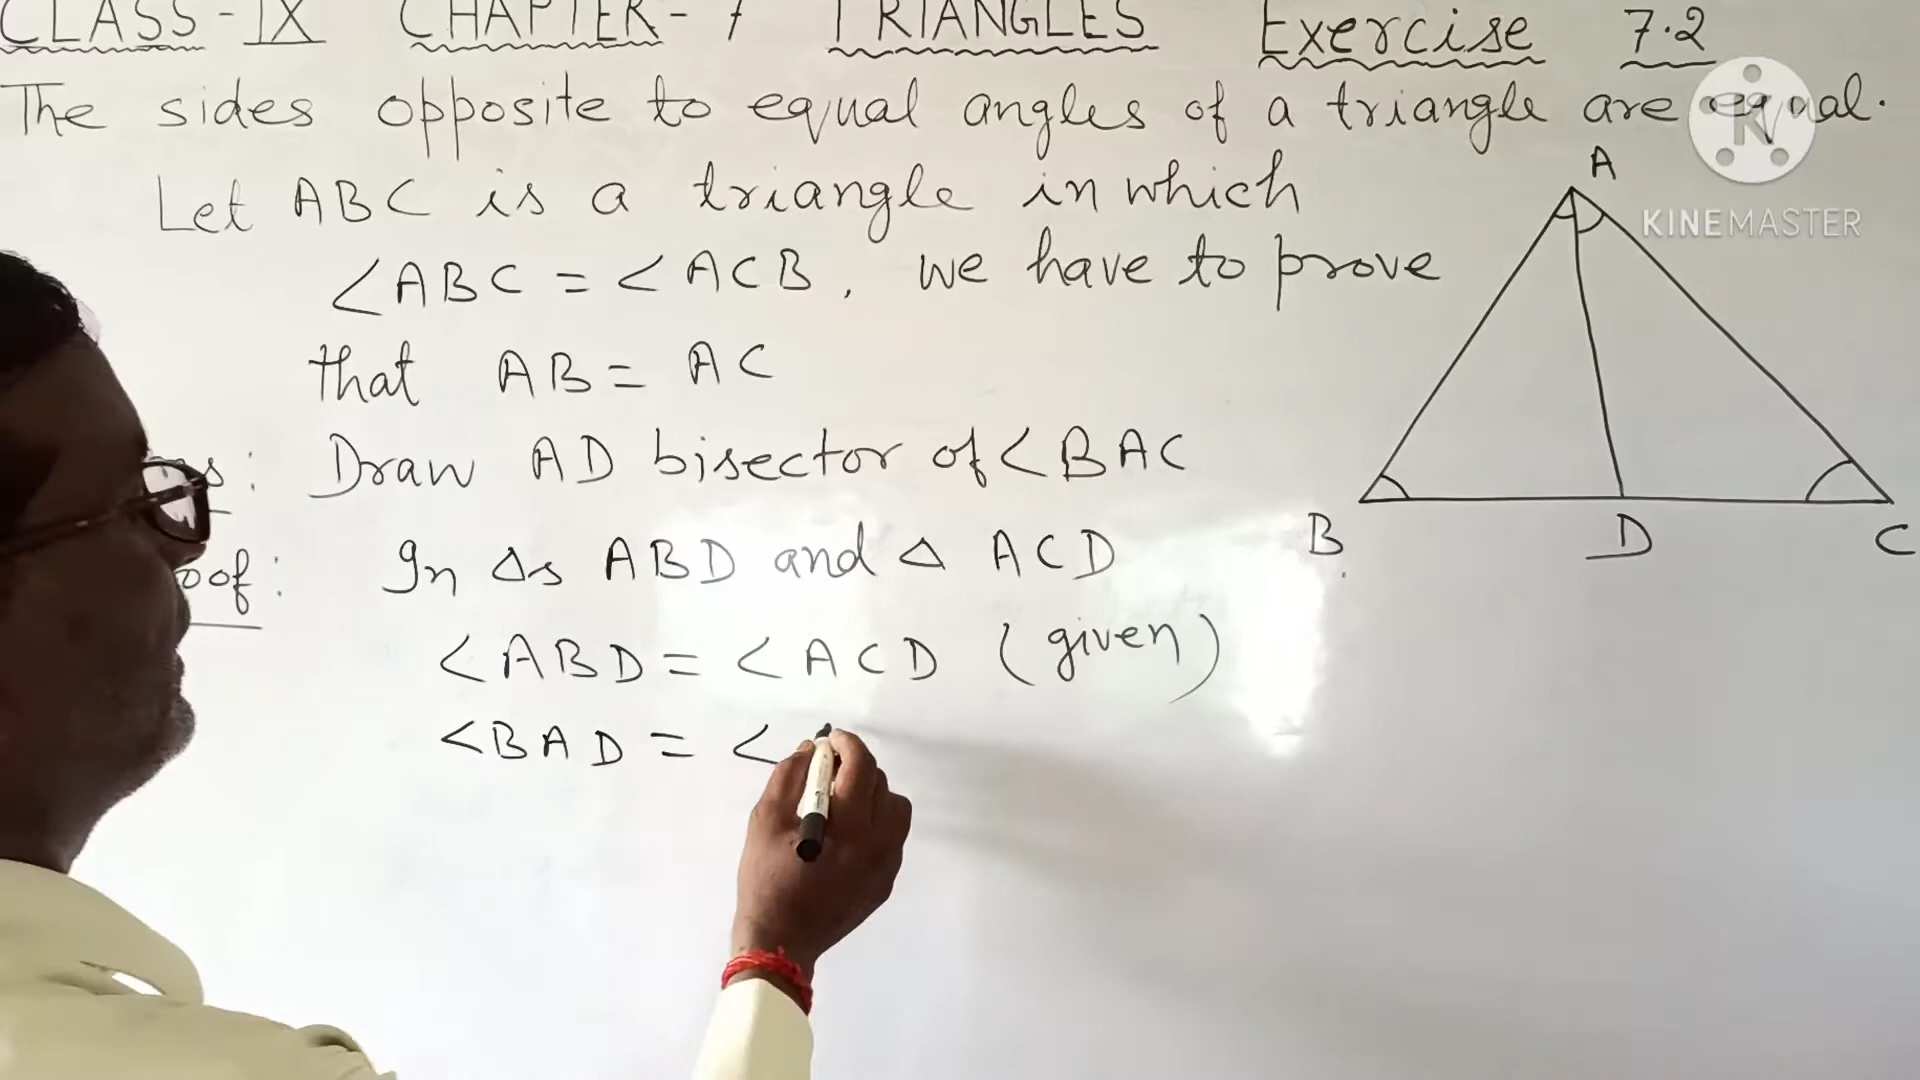 CLASS - IX CHAPTER - 7 TRIANGLES Exercise 7.2
The sides opposite to equal angles of a triangle are equal.
Let ABC is a triangle in which
∠ABC = ∠ACB, we have to prove
that AB = AC
: Draw AD bisector of ∠BAC
oof: In Δs ABD and Δ ACD
∠ABD = ∠ACD (given)
∠BAD = ∠
A
B
D
C
K
KINEMASTER